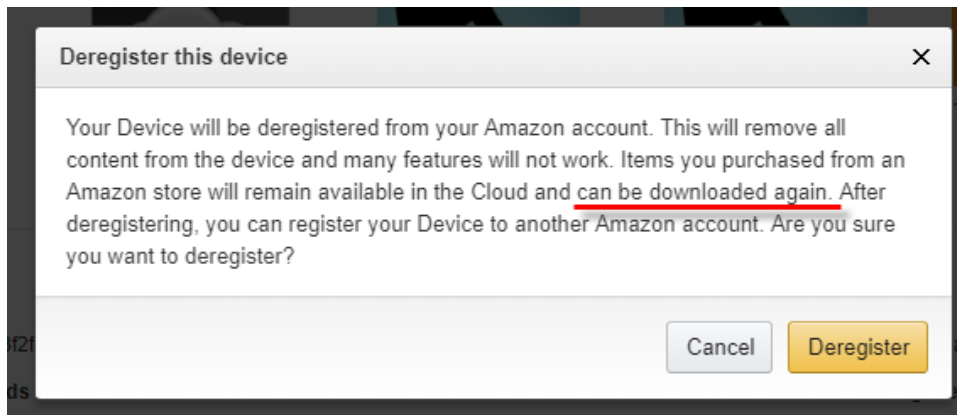 Deregister this device
Your Device will be deregistered from your Amazon account. This will remove all
content from the device and many features will not work. Items you purchased from an
Amazon store will remain available in the Cloud and can be downloaded again. After
deregistering, you can register your Device to another Amazon account. Are you sure
you want to deregister?
Cancel
Deregister